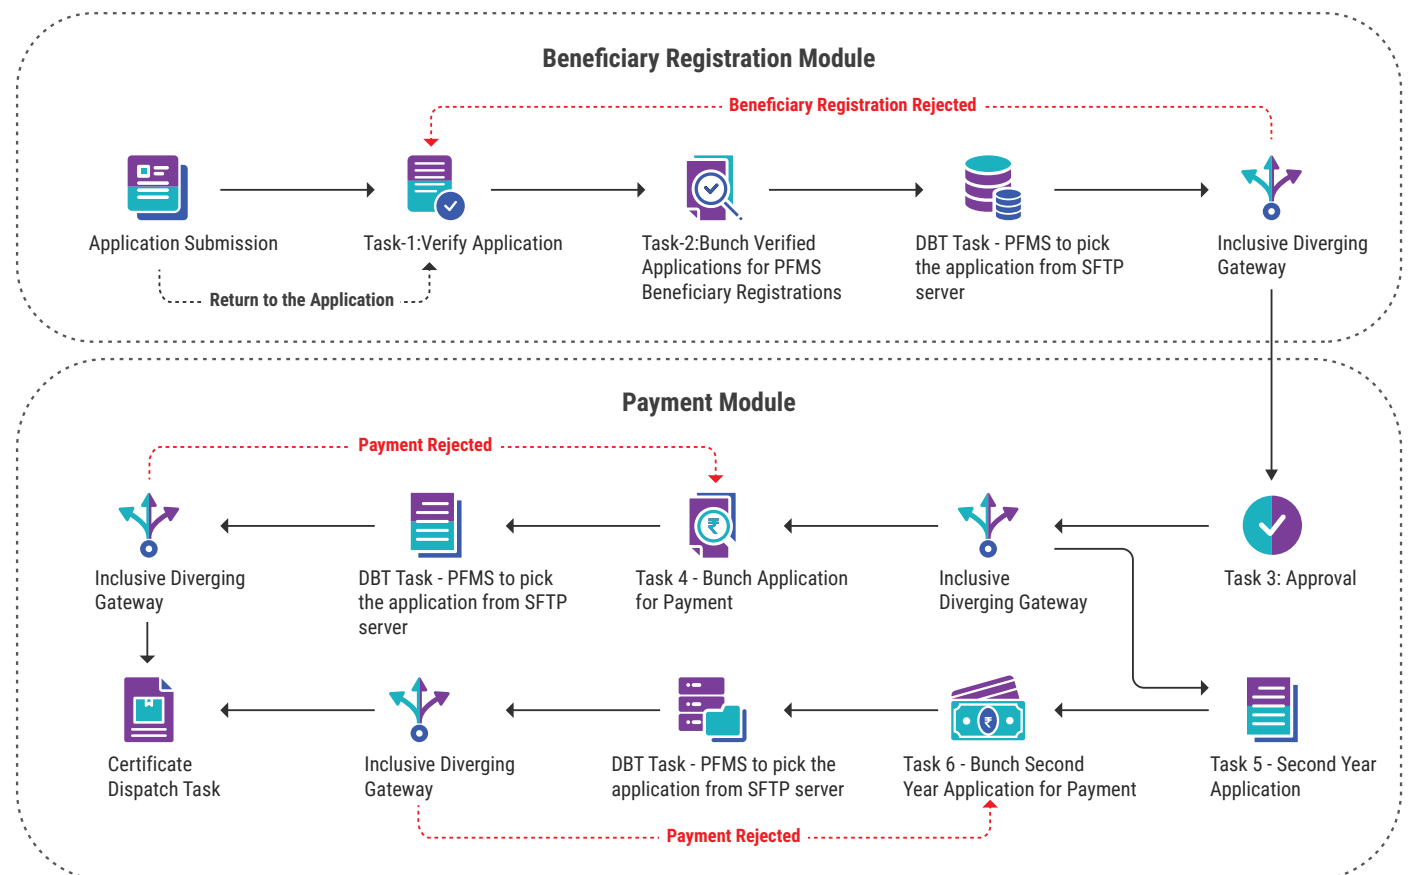 Beneficiary Registration Module
Beneficiary Registration Rejected
Application Submission
Task-1:Verify Application
Task-2:Bunch Verified
Applications for PFMS
Beneficiary Registrations
DBT Task - PFMS to pick
the application from SFTP
server
Inclusive Diverging
Gateway
Return to the Application
Payment Module
Payment Rejected
Inclusive Diverging
Gateway
DBT Task - PFMS to pick
the application from SFTP
server
Task 4 - Bunch Application
for Payment
Inclusive
Diverging Gateway
Task 3: Approval
Certificate
Dispatch Task
Inclusive Diverging
Gateway
DBT Task - PFMS to pick the
application from SFTP server
Task 6 - Bunch Second
Year Application for Payment
Task 5 - Second Year
Application
Payment Rejected